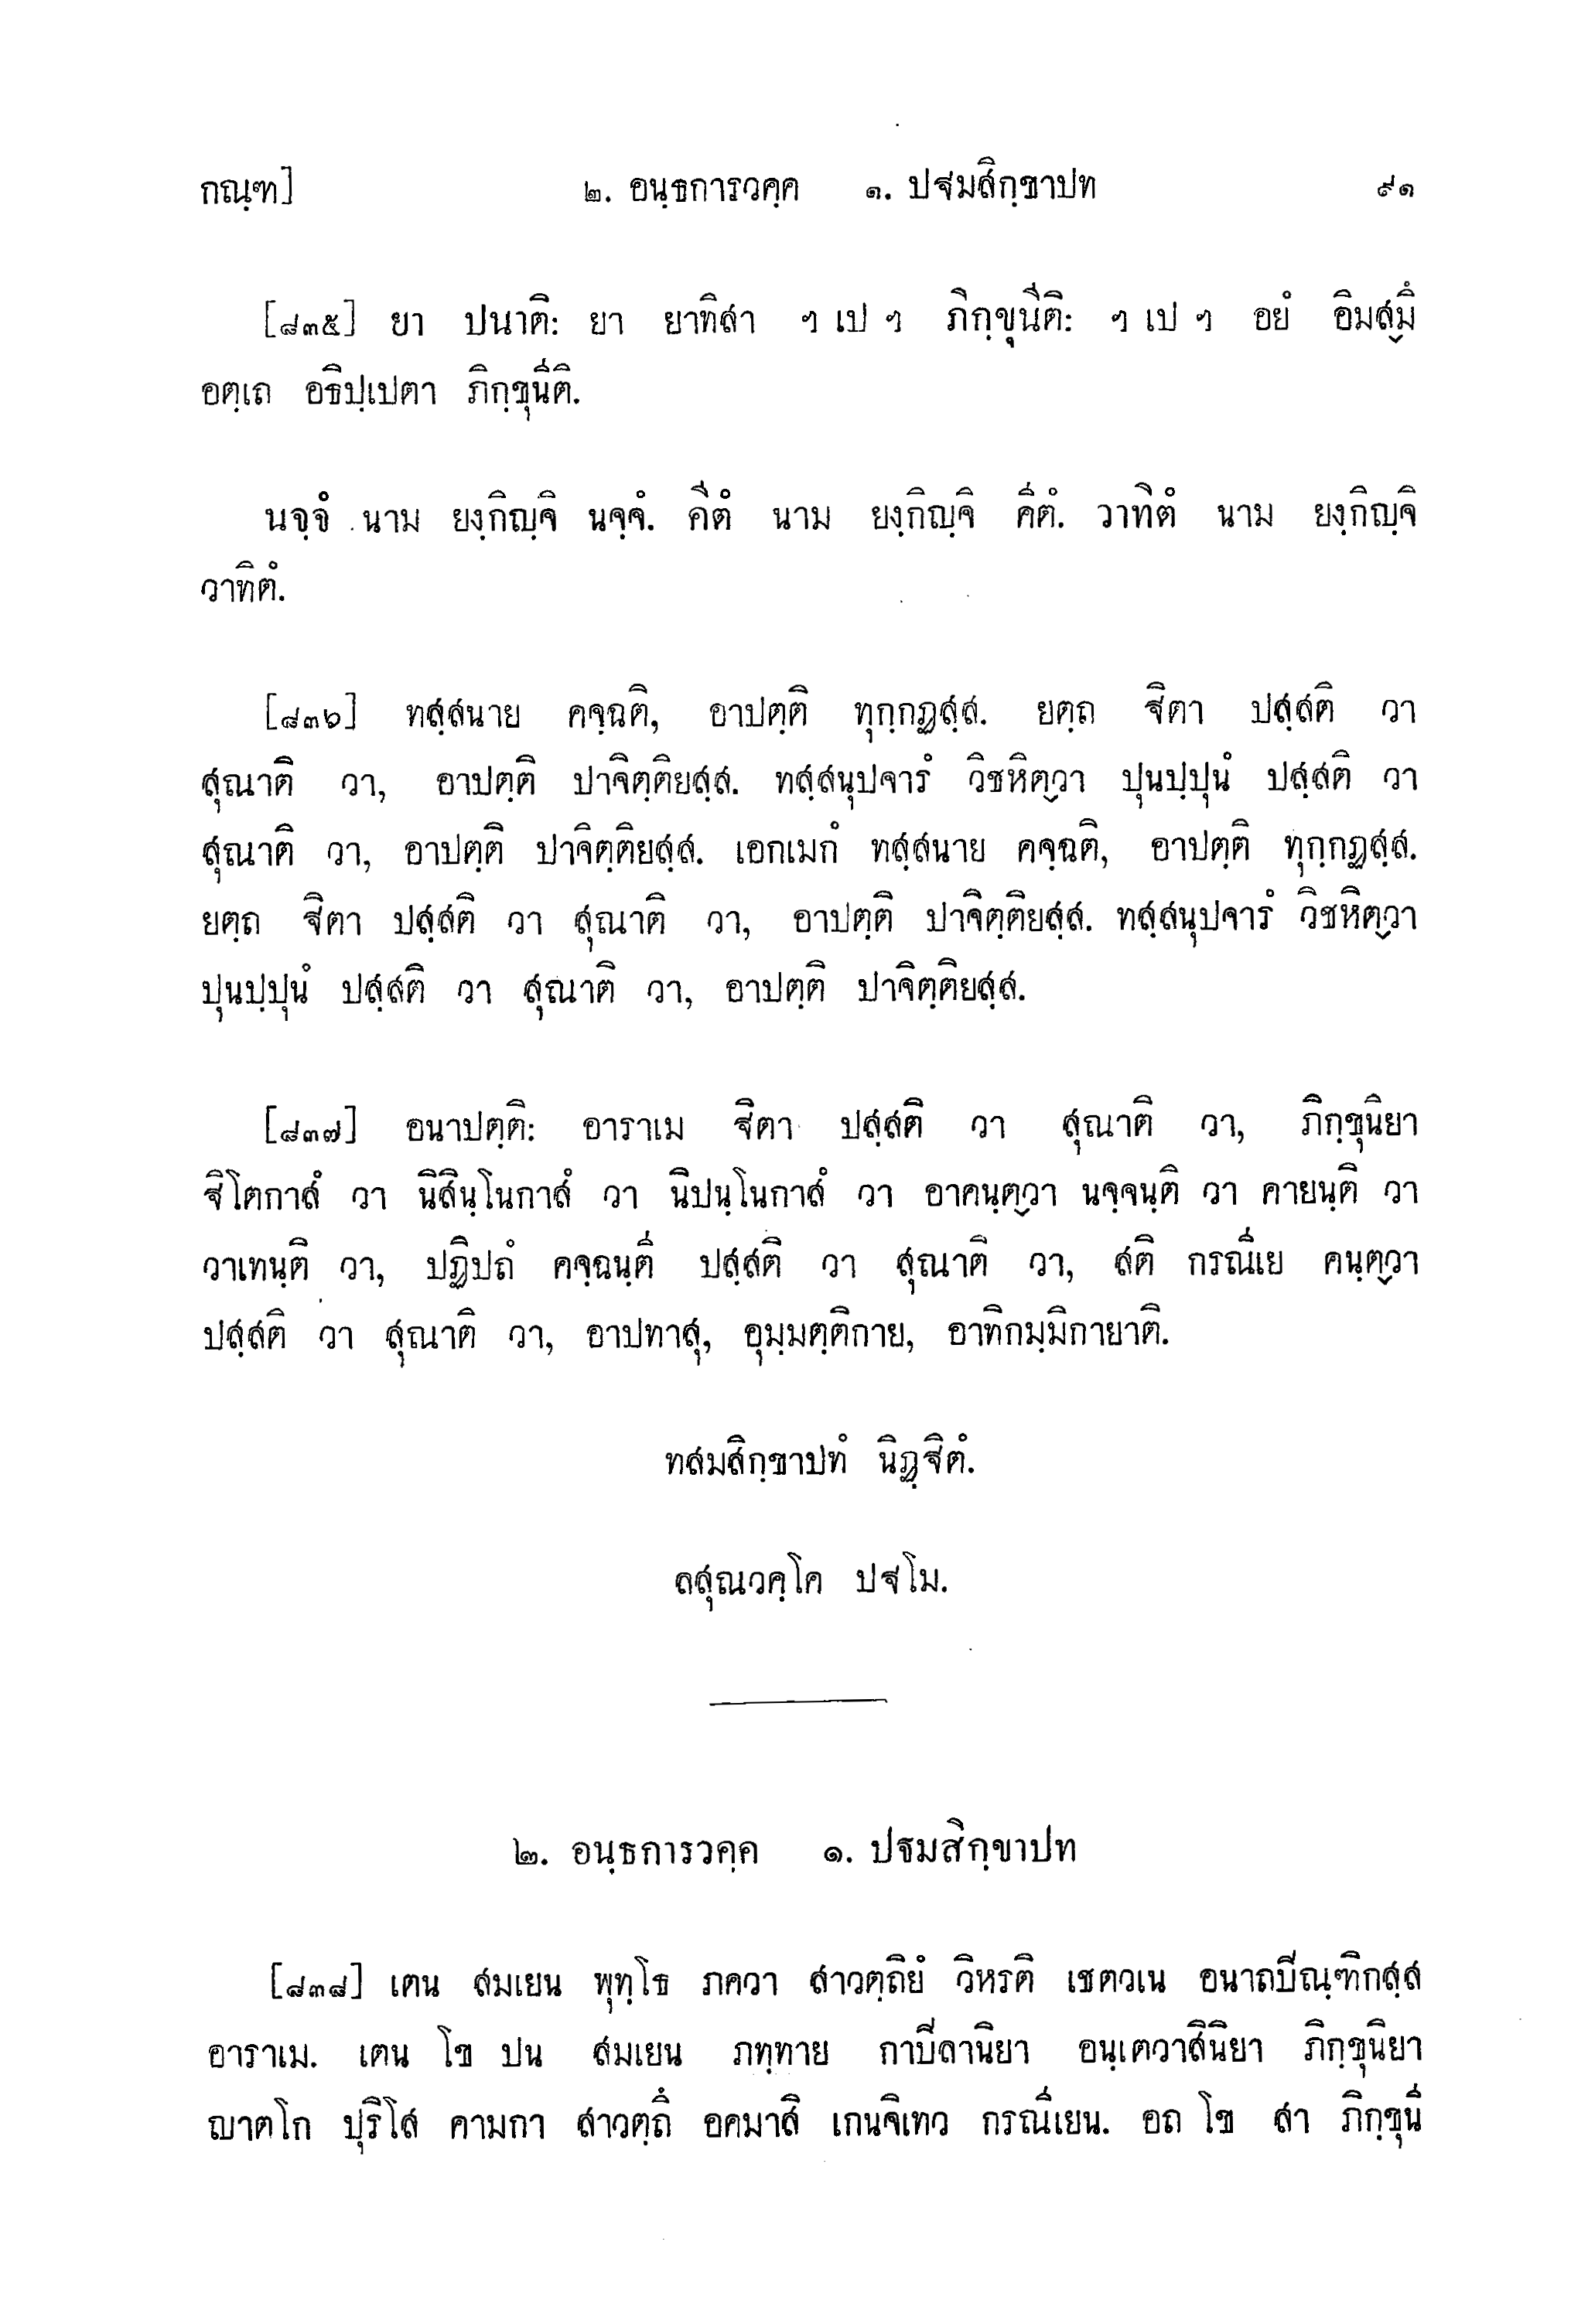 กณฺฑ] ๒. อนฺธการวคฺค ๑. ปฐมสิกฺขาปท ๙๑
[๘๓๕] ยา ปนาติ: ยา ยาทิสา ฯ เป ฯ ภิกฺขุนีติ: ฯ เป ฯ อยํ อิมสฺมึ
อตฺเถ อธิปฺเปตา ภิกฺขุนีติ.
นจฺจํ นาม ยงฺกิญฺจิ นจฺจํ. คีตํ นาม ยงฺกิญฺจิ คีตํ. วาทิตํ นาม ยงฺกิญฺจิ
วาทิตํ.
[๘๓๖] ทสฺสนาย คจฺฉติ, อาปตฺติ ทุกฺกฏสฺส. ยตฺถ ฐิตา ปสฺสติ วา
สุณาติ วา, อาปตฺติ ปาจิตฺติยสฺส. ทสฺสนุปจารํ วิชหิตฺวา ปุนปฺปุนํ ปสฺสติ วา
สุณาติ วา, อาปตฺติ ปาจิตฺติยสฺส. เอกเมกํ ทสฺสนาย คจฺฉติ, อาปตฺติ ทุกฺกฏสฺส.
ยตฺถ ฐิตา ปสฺสติ วา สุณาติ วา, อาปตฺติ ปาจิตฺติยสฺส. ทสฺสนุปจารํ วิชหิตฺวา
ปุนปฺปุนํ ปสฺสติ วา สุณาติ วา, อาปตฺติ ปาจิตฺติยสฺส.
[๘๓๗] อนาปตฺติ: อาราเม ฐิตา ปสฺสติ วา สุณาติ วา, ภิกฺขุนิยา
ฐิโตกาสํ วา นิสินฺโนกาสํ วา นิปนฺโนกาสํ วา อาคนฺตฺวา นจฺจนฺติ วา คายนฺติ วา
วาเทนฺติ วา, ปฏิปถํ คจฺฉนฺตี ปสฺสติ วา สุณาติ วา, สติ กรณีเย คนฺตฺวา
ปสฺสติ วา สุณาติ วา, อาปทาสุ, อุมฺมตฺติกาย, อาทิกมฺมิกายาติ.
ทสมสิกฺขาปทํ นิฏฺฐิตํ.
ลสุณวคฺโค ปฐโม.
๒. อนฺธการวคฺค ๑. ปฐมสิกฺขาปท
[๘๓๘] เตน สมเยน พุทฺโธ ภควา สาวตฺถิยํ วิหรติ เชตวเน อนาถปิณฺฑิกสฺส
อาราเม. เตน โข ปน สมเยน ภทฺทาย กาปิลานิยา อนฺเตวาสินิยา ภิกฺขุนิยา
ญาตโก ปุริโส คามกา สาวตฺถึ อคมาสิ เกนจิเทว กรณีเยน. อถ โข สา ภิกฺขุนี